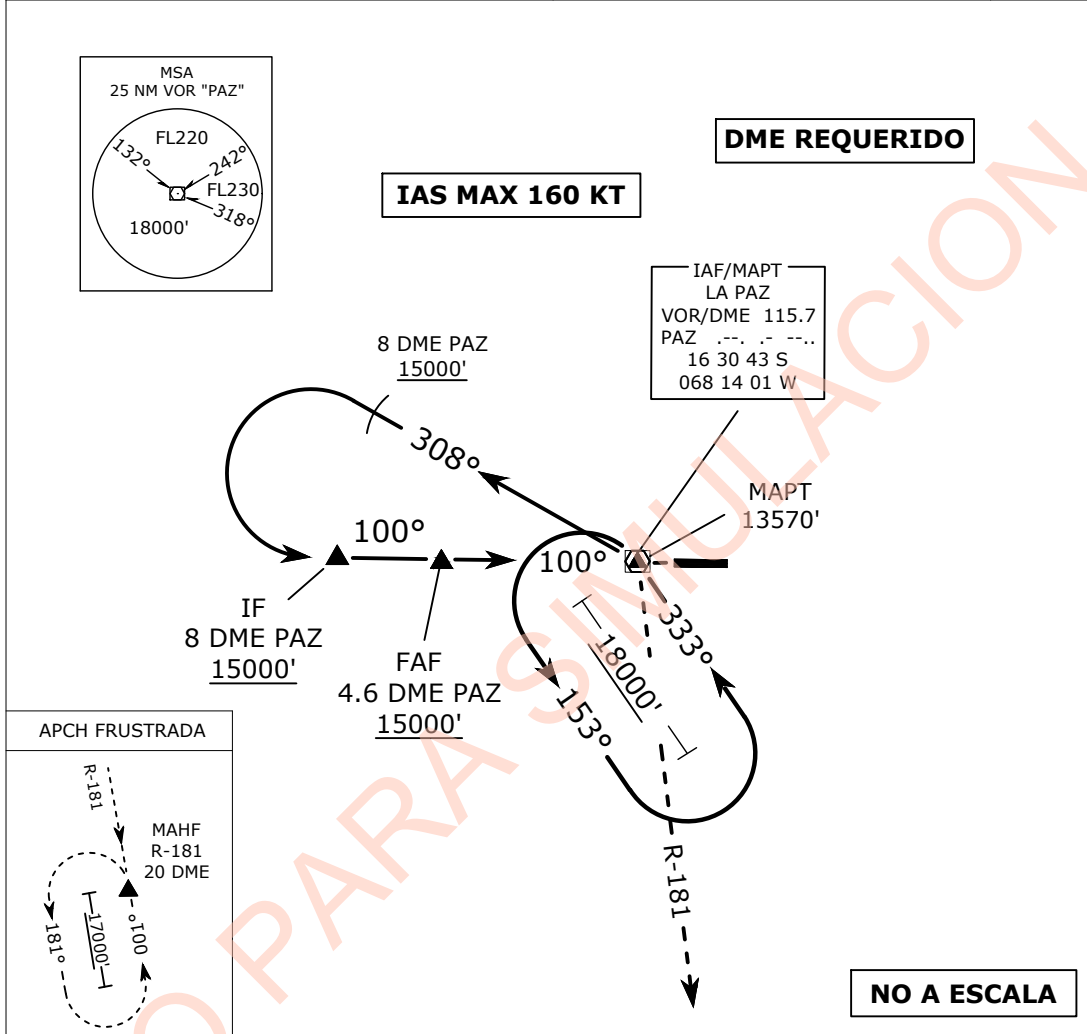 MSA
25 NM VOR "PAZ"
FL220
132°
242°
FL230
318°
18000'
DME REQUERIDO
IAS MAX 160 KT
IAF/MAPT
LA PAZ
VOR/DME 115.7
PAZ .--. .- --..
16 30 43 S
068 14 01 W
8 DME PAZ
15000'
308°
MAPT
13570'
100°
100°
IF
8 DME PAZ
15000'
FAF
4.6 DME PAZ
15000'
333°
18000'
153°
R-181
APCH FRUSTRADA
R-181
MAHF
R-181
20 DME
181°
17000'
001°
NO A ESCALA
O PARA SIMULACION